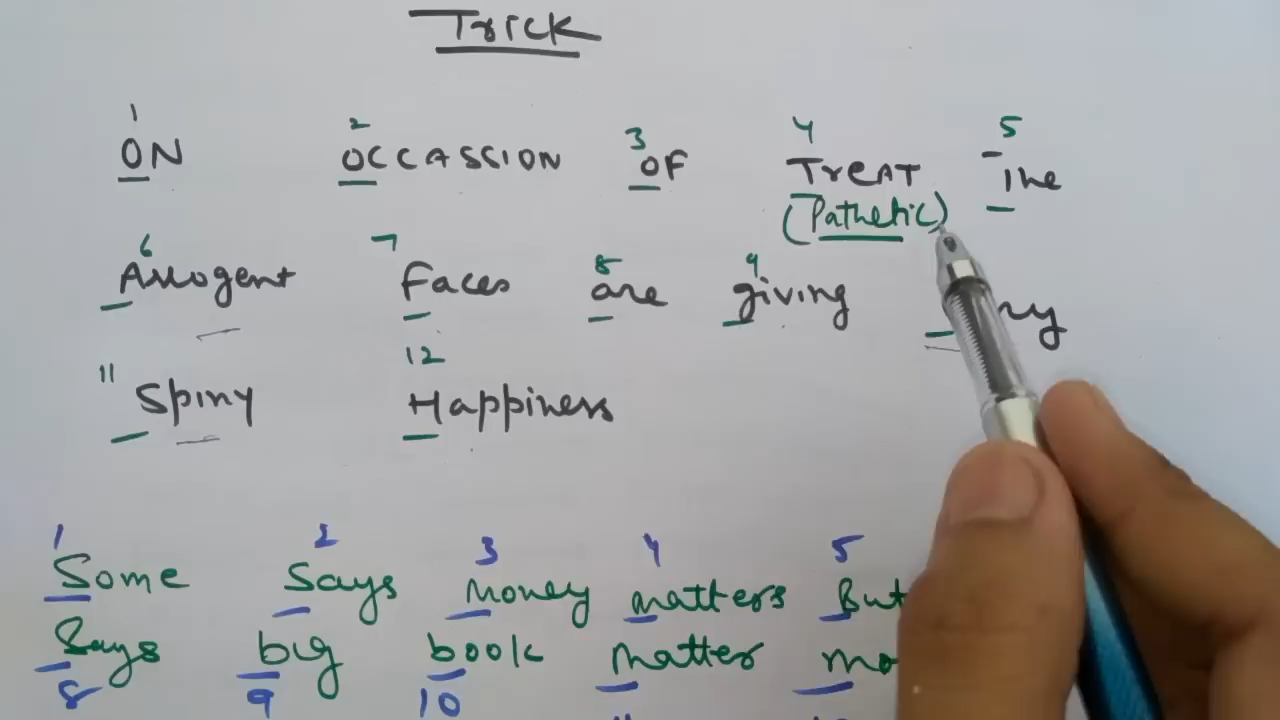 Trick
1 2 3 4 5
ON OCCASSION OF TREAT The
(Pathetic)
6 7 8 9
Arrogent Faces are giving
11 12
Spiny Happiness
1 2 3 4 5
Some Says Money matters But
Says big book matter
8 9 10